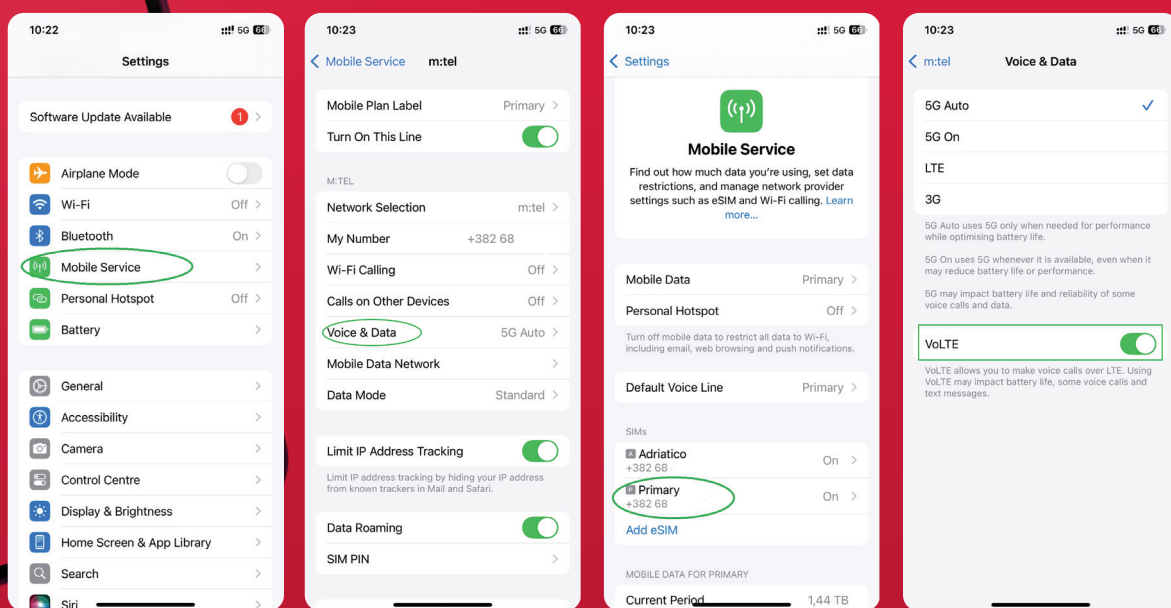 10:22
5G 66
Settings
Software Update Available 1
Airplane Mode
Wi-Fi Off
Bluetooth On
Mobile Service
Personal Hotspot Off
Battery
General
Accessibility
Camera
Control Centre
Display & Brightness
Home Screen & App Library
Search
Siri
10:23
5G 66
Mobile Service m:tel
Mobile Plan Label Primary
Turn On This Line
M:TEL
Network Selection m:tel
My Number +382 68
Wi-Fi Calling Off
Calls on Other Devices Off
Voice & Data 5G Auto
Mobile Data Network
Data Mode Standard
Limit IP Address Tracking
Limit IP address tracking by hiding your IP address
from known trackers in Mail and Safari.
Data Roaming
SIM PIN
10:23
5G 66
Settings
Mobile Service
Find out how much data you're using, set data
restrictions, and manage network provider
settings such as eSIM and Wi-Fi calling. Learn
more...
Mobile Data Primary
Personal Hotspot Off
Turn off mobile data to restrict all data to Wi-Fi,
including email, web browsing and push notifications.
Default Voice Line Primary
SIMs
A Adriatico
+382 68
On
P Primary
+382 68
On
Add eSIM
MOBILE DATA FOR PRIMARY
Current Period 1,44 TB
10:23
5G 66
m:tel Voice & Data
5G Auto
5G On
LTE
3G
5G Auto uses 5G only when needed for performance
while optimising battery life.
5G On uses 5G whenever it is available, even when it
may reduce battery life or performance.
5G may impact battery life and reliability of some
voice calls and data.
VoLTE
VoLTE allows you to make voice calls over LTE. Using
VoLTE may impact battery life, some voice calls and
text messages.